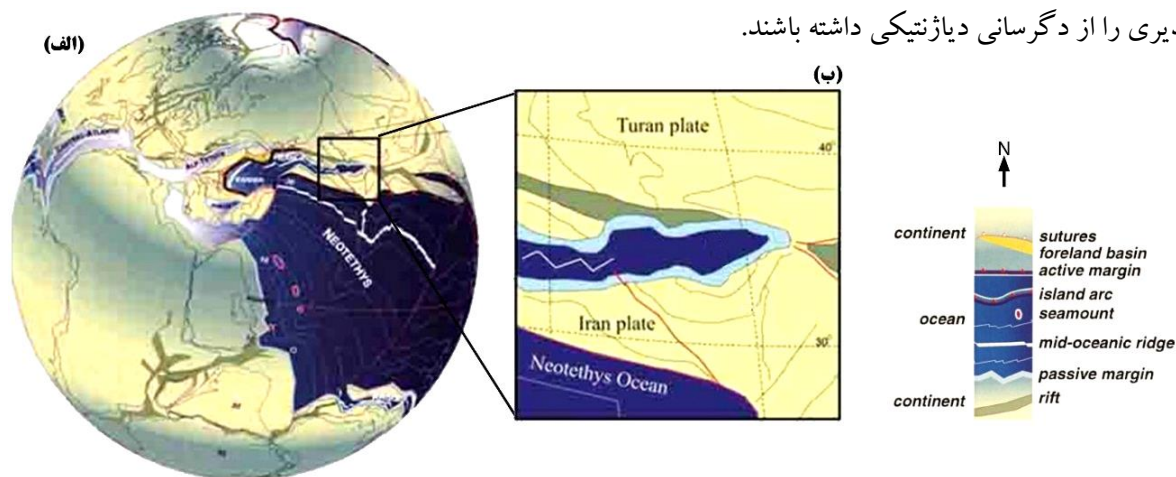 دیری را از دگرسانی دیاژنتیکی داشته باشند.
(الف)
NEOTETHYS
(ب)
Turan plate
40°
Iran plate
30°
Neotethys Ocean
N
continent
sutures
foreland basin
active margin
island arc
ocean
seamount
mid-oceanic ridge
passive margin
continent
rift